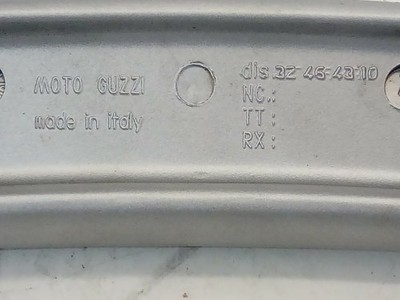 MOTO GUZZI
made in italy
dis.32-46-43-10
NC.:
TT:
RX: